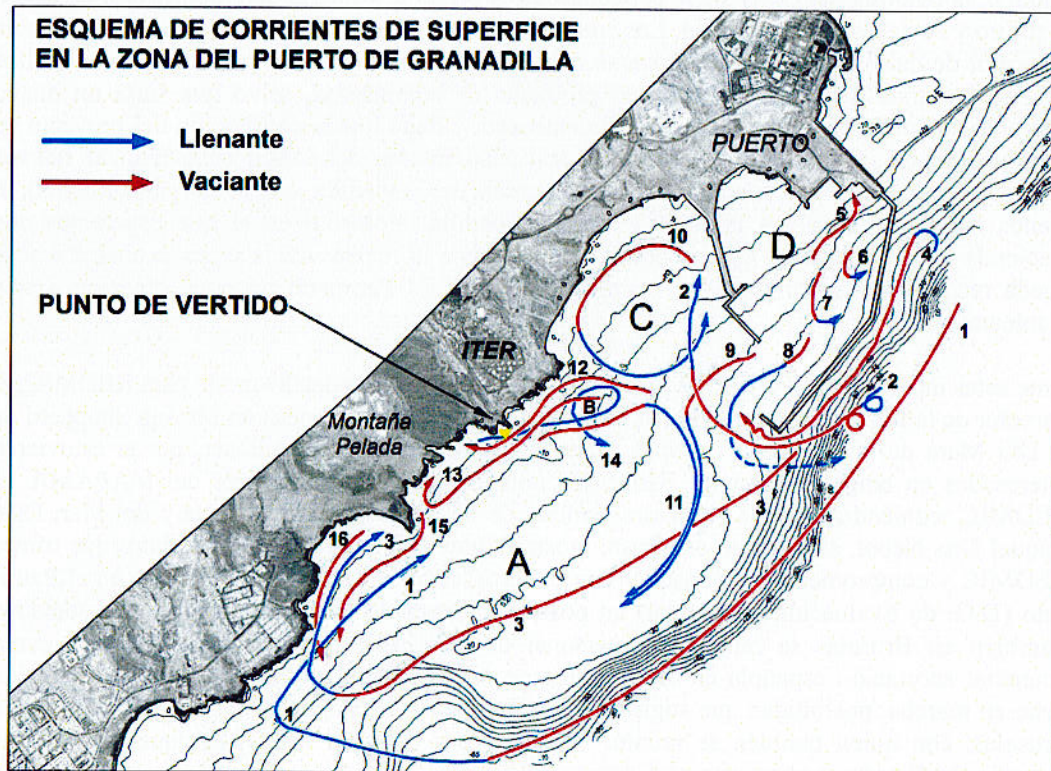 ESQUEMA DE CORRIENTES DE SUPERFICIE
EN LA ZONA DEL PUERTO DE GRANADILLA
Llenante
Vaciante
PUERTO
5
D
6
4
10
2
C
7
1
PUNTO DE VERTIDO
ITER
9
8
12
2
B
Montaña
Pelada
14
13
11
3
15
16
3
A
1
3
1